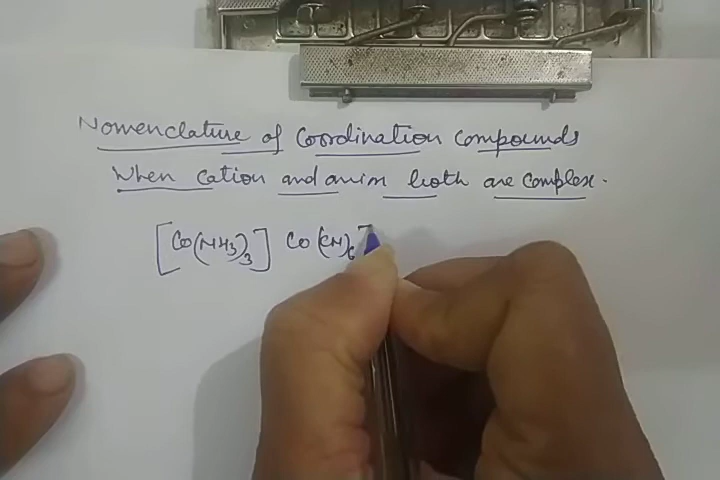 Nomenclature of Coordination Compounds
When Cation and anion both are complex.
[Co(NH3)3] Co(CN)6]